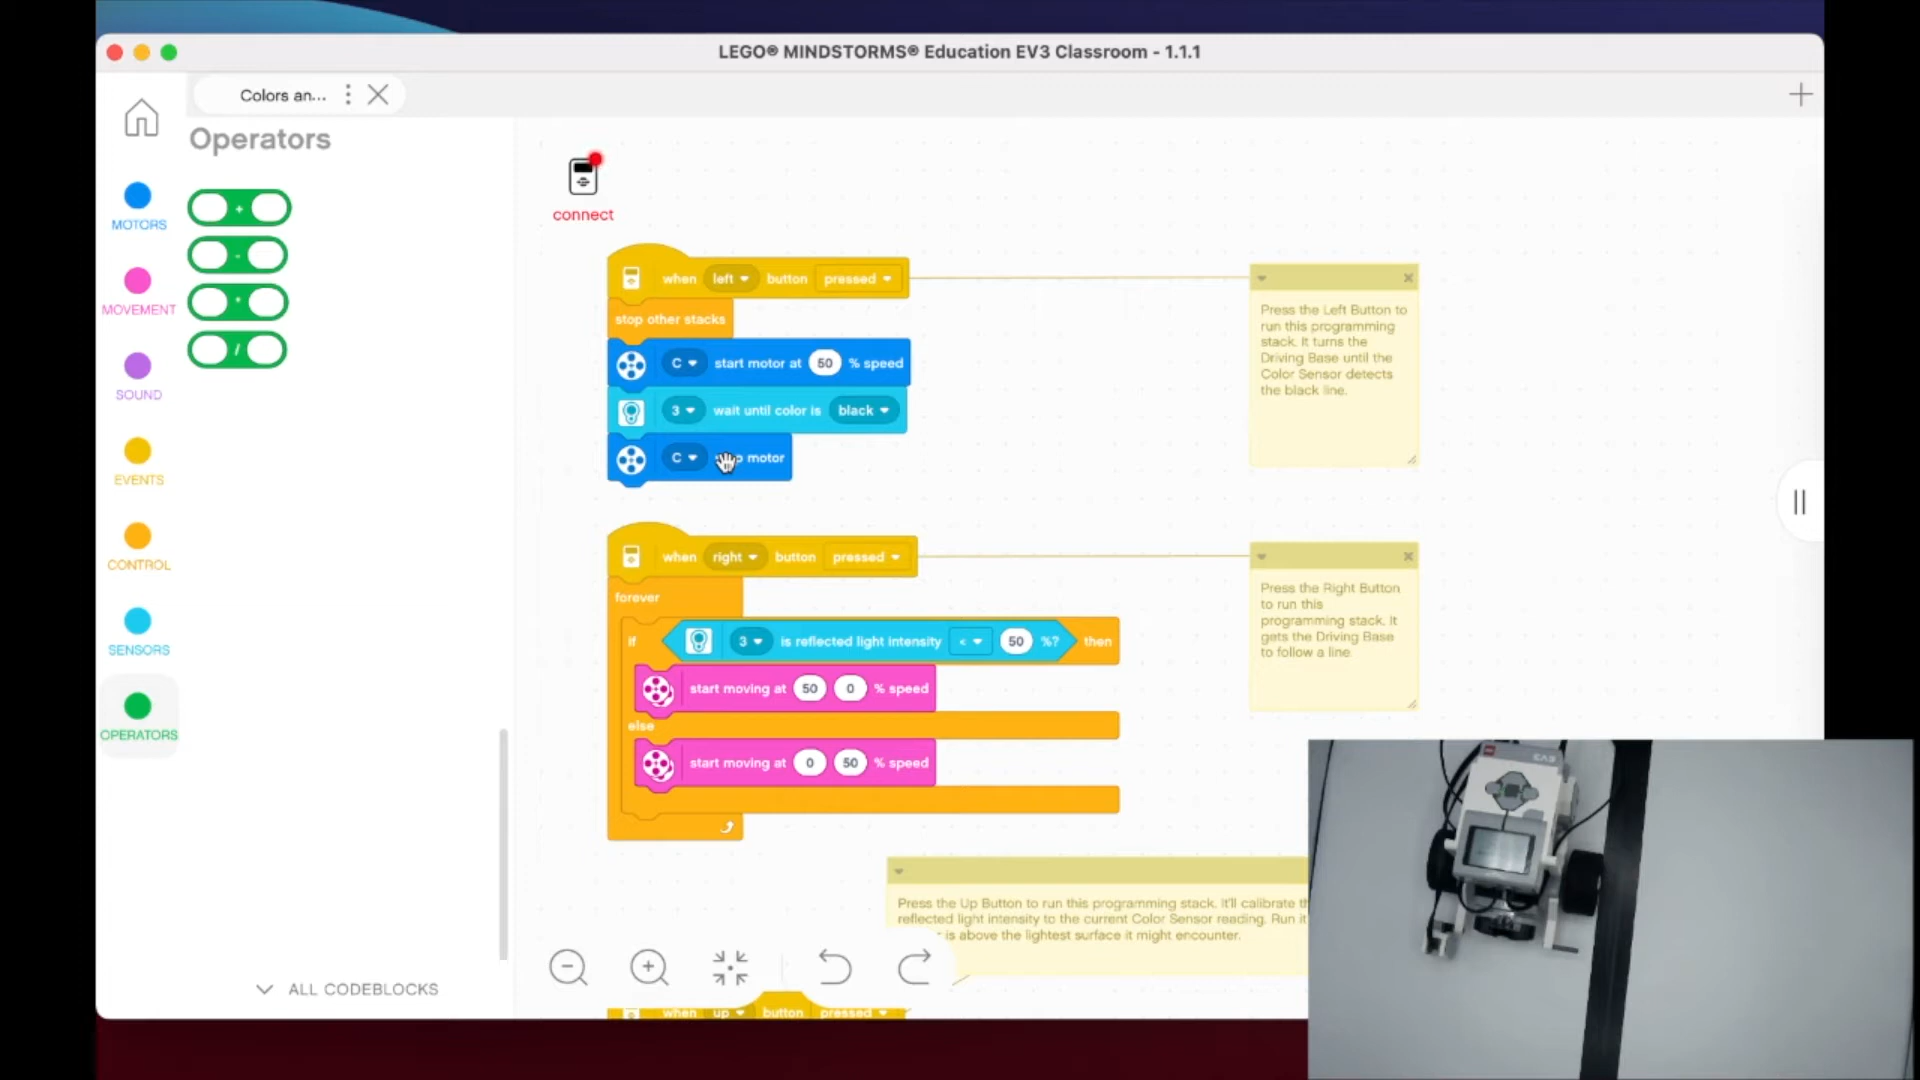 LEGO® MINDSTORMS® Education EV3 Classroom - 1.1.1
Colors an...
Operators
+
-
*
/
MOTORS
MOVEMENT
SOUND
EVENTS
CONTROL
SENSORS
OPERATORS
ALL CODEBLOCKS
connect
when left button pressed
stop other stacks
C start motor at 50 % speed
3 wait until color is black
C motor
Press the Left Button to
run this programming
stack. It turns the
Driving Base until the
Color Sensor detects
the black line.
when right button pressed
forever
if 3 is reflected light intensity < 50 %? then
start moving at 50 0 % speed
else
start moving at 0 50 % speed
Press the Right Button
to run this
programming stack. It
gets the Driving Base
to follow a line.
Press the Up Button to run this programming stack. It'll calibrate
reflected light intensity to the current Color Sensor reading. Run it
is above the lightest surface it might encounter.
when up button pressed
EV3